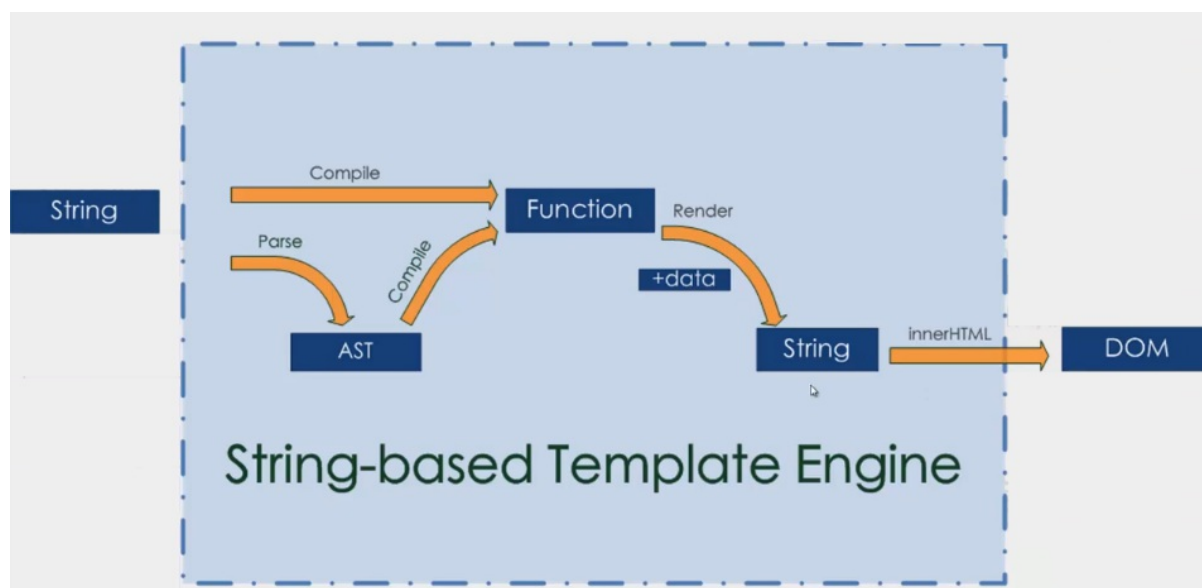 Compile
String
Function
Render
Parse
Compile
+data
AST
String
innerHTML
DOM
String-based Template Engine